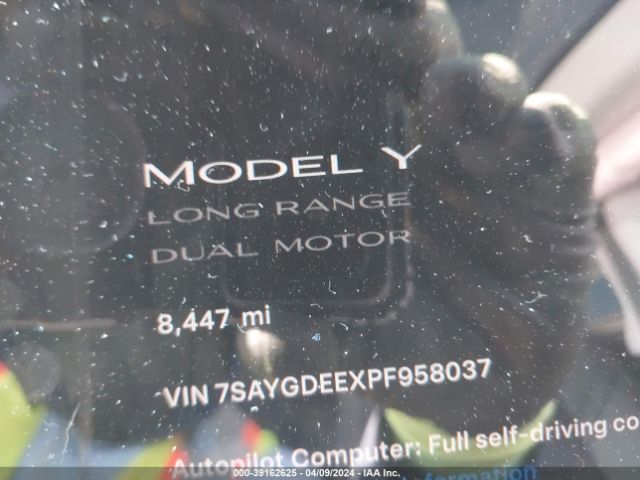 MODEL Y
LONG RANGE
DUAL MOTOR
8,447 mi
VIN 7SAYGDEEXPF958037
Autopilot Computer: Full self-driving co
information
000-39162625 - 04/09/2024 - IAA Inc.